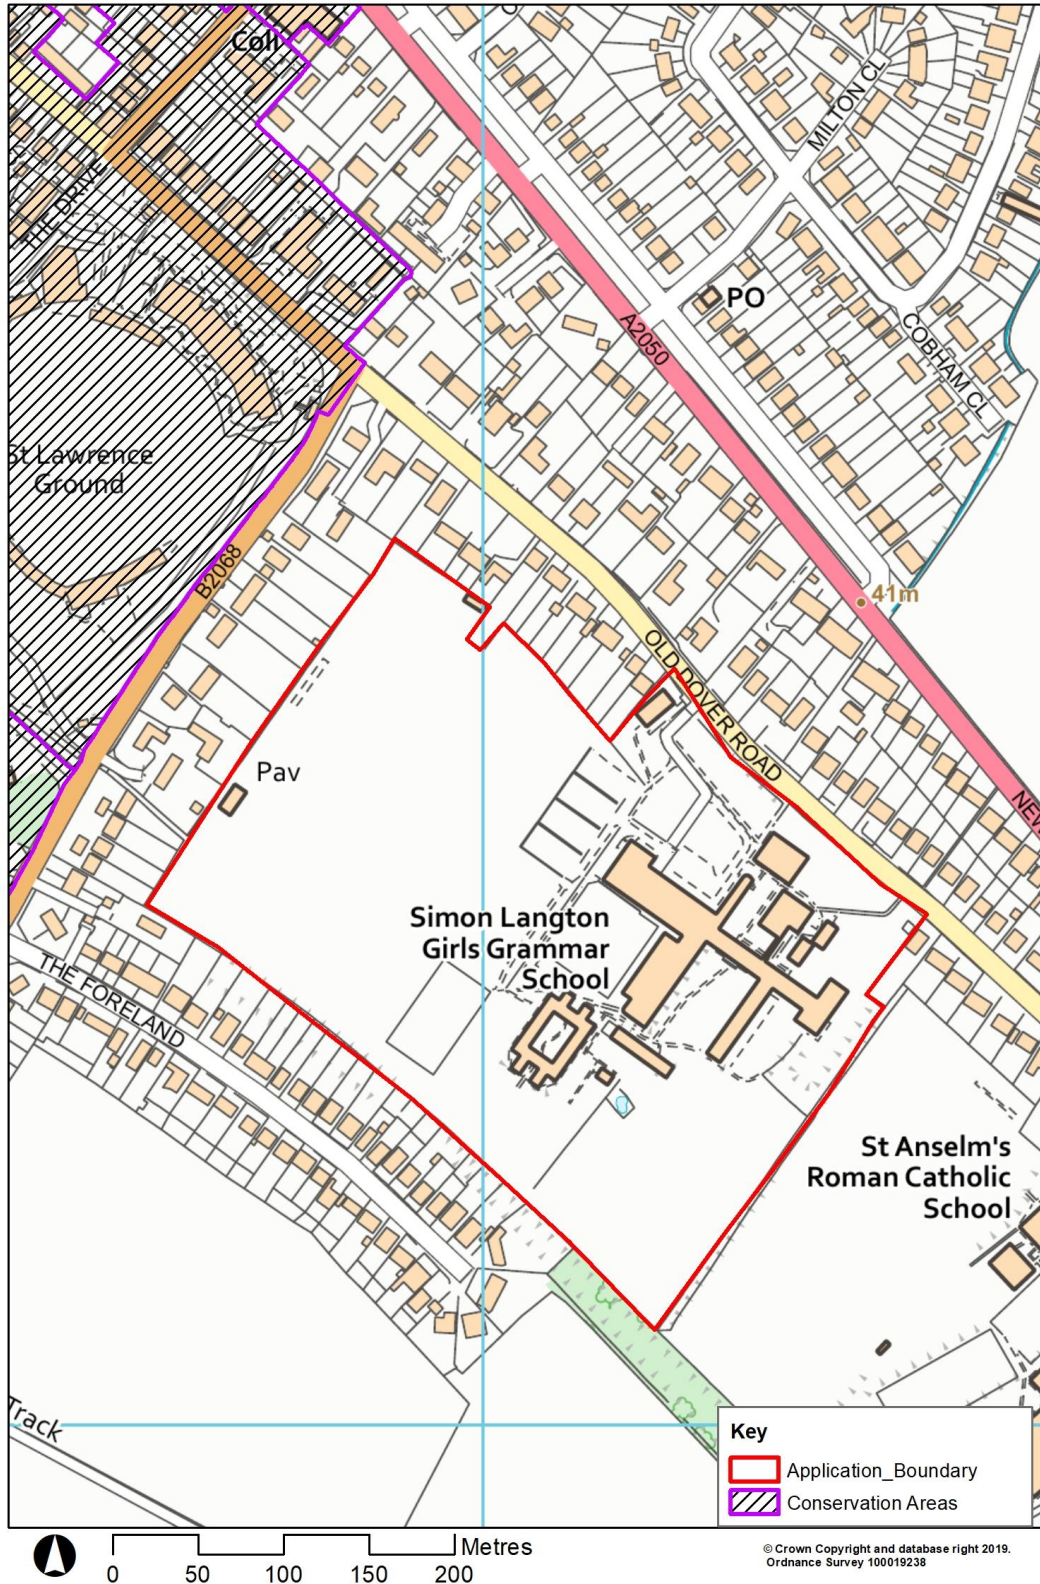 Coll
MILTON CL
THE DRIVE
PO
A2050
COBHAM CL
St Lawrence
Ground
B2068
41m
OLD DOVER ROAD
Pav
NEW
Simon Langton
Girls Grammar
School
THE FORELAND
St Anselm's
Roman Catholic
School
Track
Key
Application_Boundary
Conservation Areas
Metres
0 50 100 150 200
© Crown Copyright and database right 2019.
Ordnance Survey 100019238